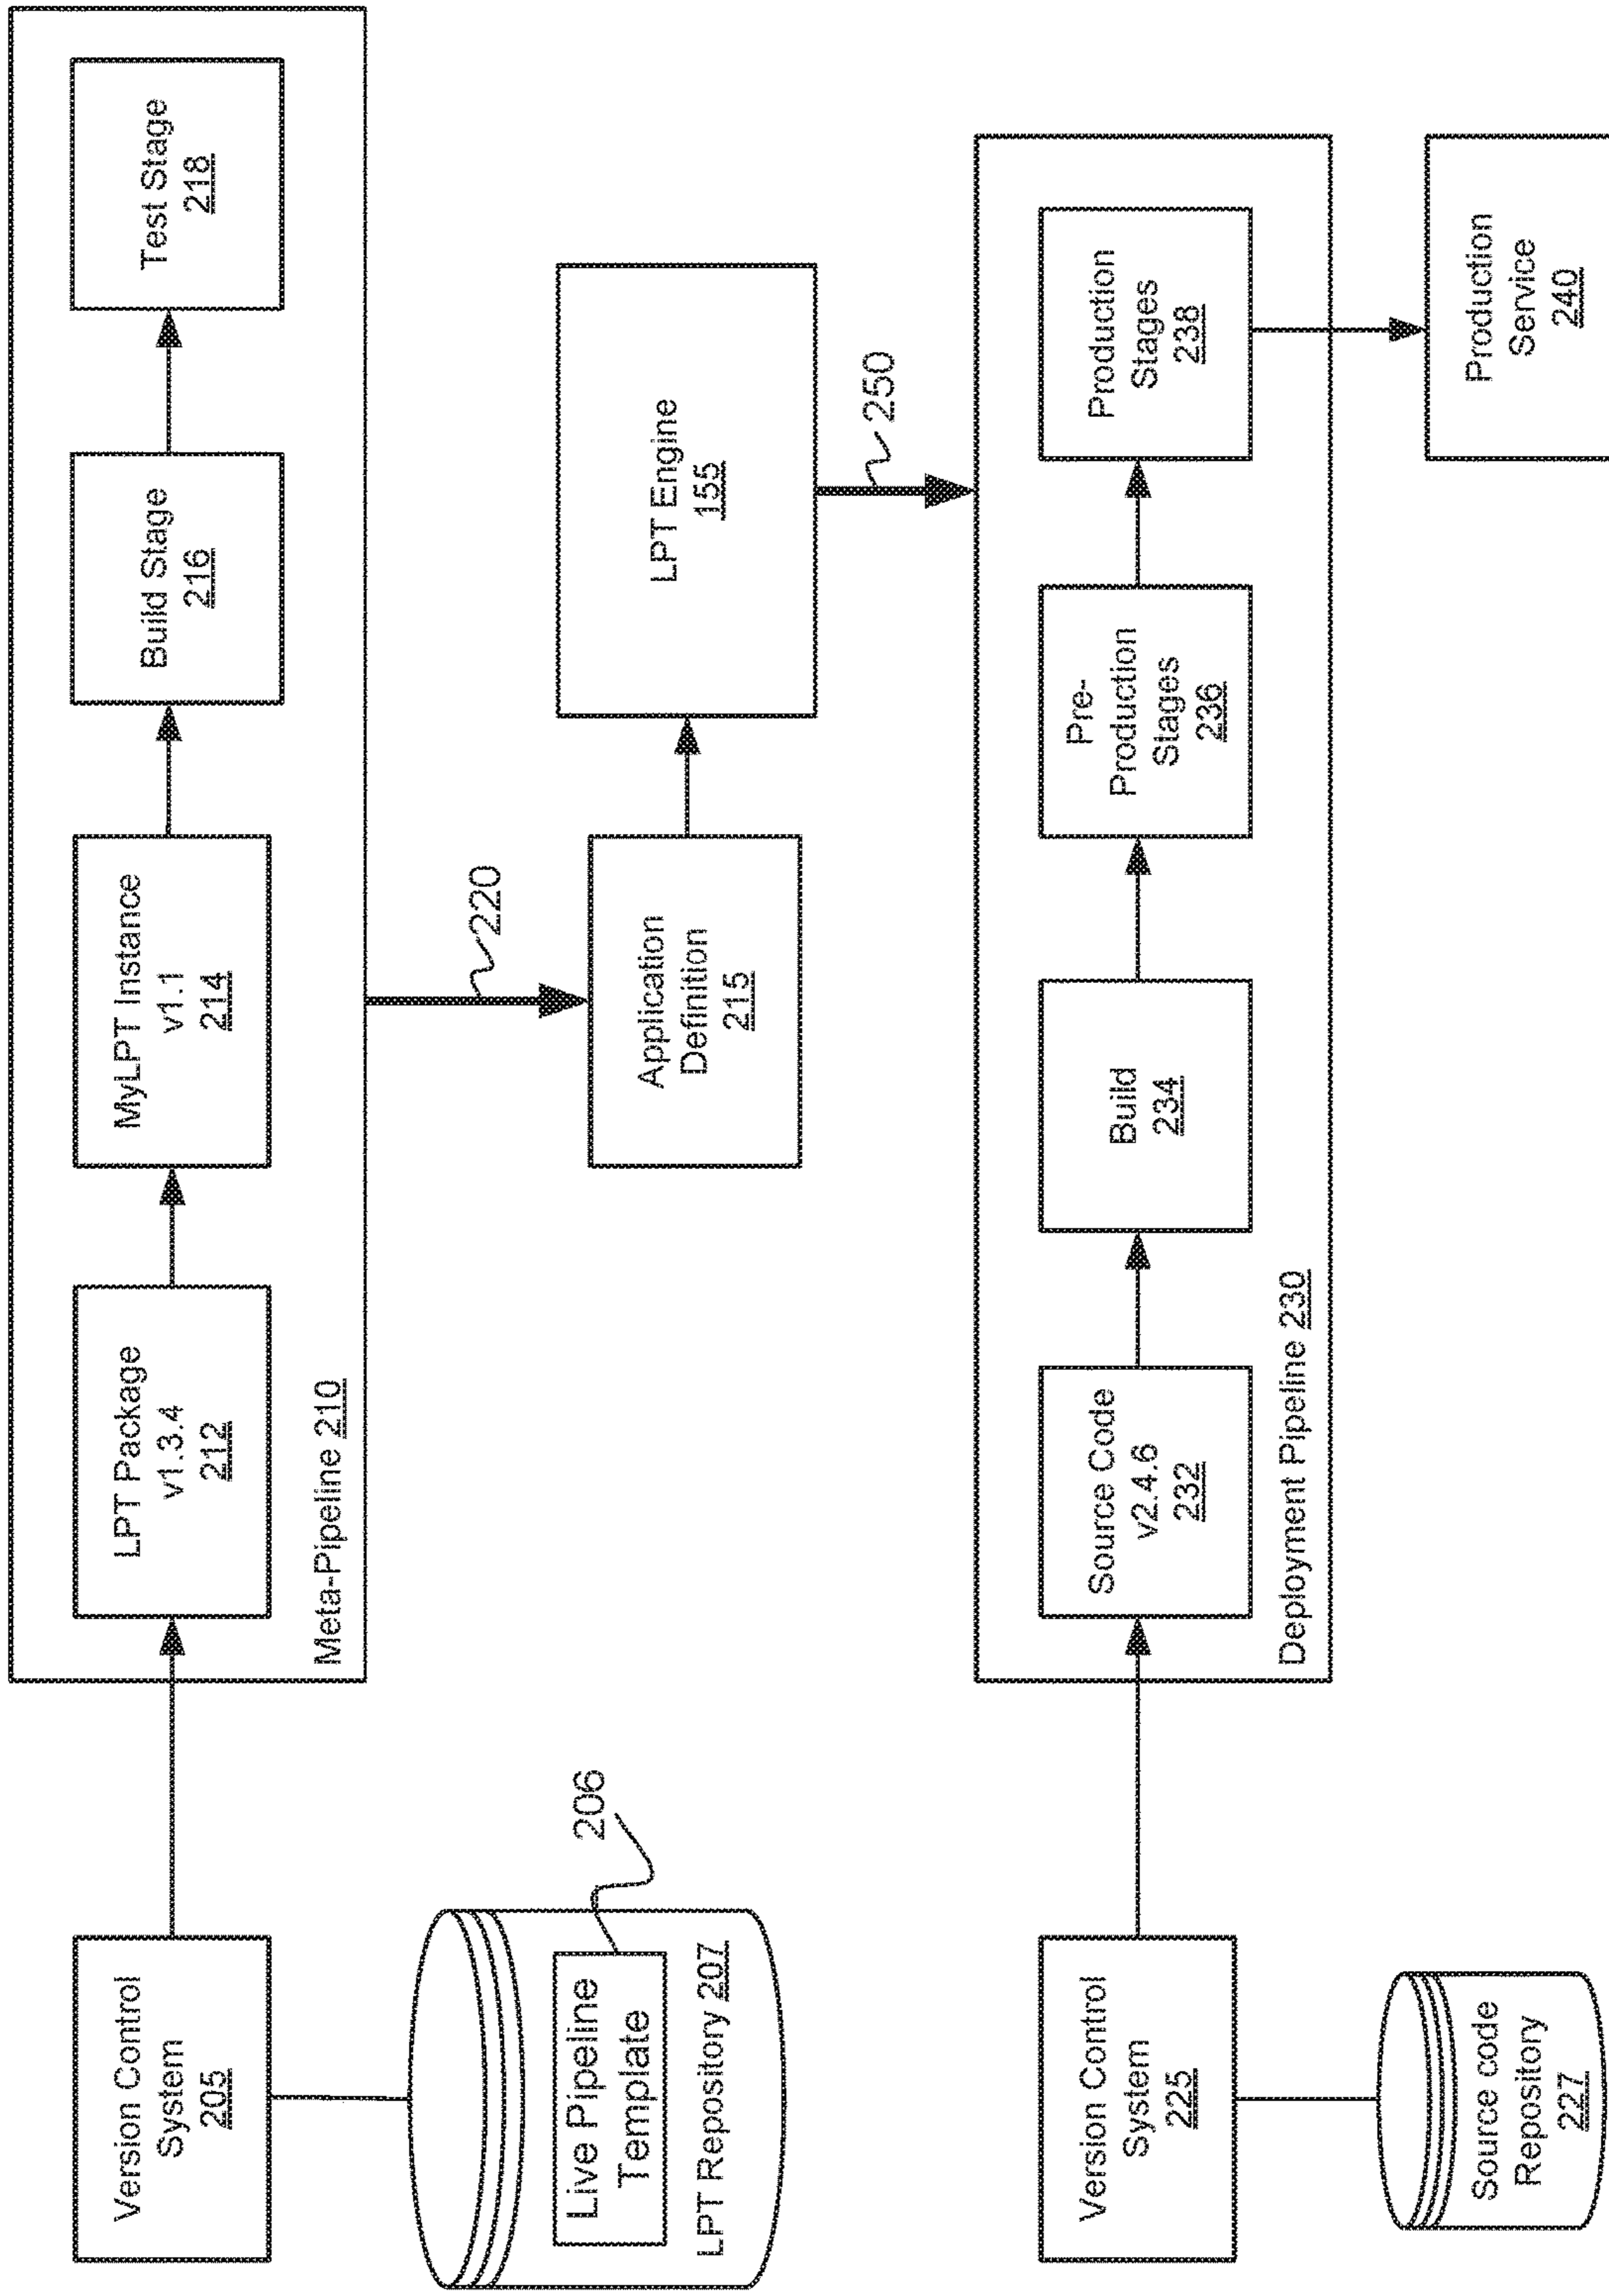 Version Control
System
205
LPT Package
v1.3.4
212
MyLPT Instance
v1.1
214
Build Stage
216
Test Stage
218
Meta-Pipeline 210
220
206
Live Pipeline
Template
LPT Repository 207
Application
Definition
215
LPT Engine
155
250
Version Control
System
225
Source Code
v2.4.6
232
Build
234
Pre-
Production
Stages
236
Production
Stages
238
Deployment Pipeline 230
Source code
Repository
227
Production
Service
240